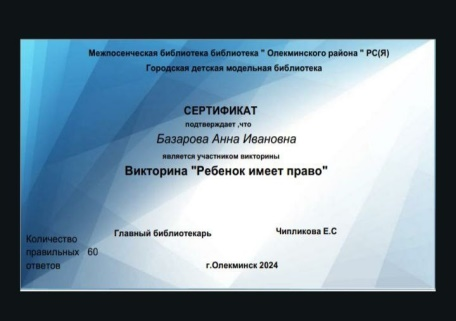 Межпосенческая библиотека библиотека " Олекминского района " РС(Я)
Городская детская модельная библиотека
СЕРТИФИКАТ
подтверждает ,что
Базарова Анна Ивановна
является участником викторины
Викторина "Ребенок имеет право"
Главный библиотекарь
Чипликова Е.С
Количество
правильных 60
ответов
г.Олекминск 2024